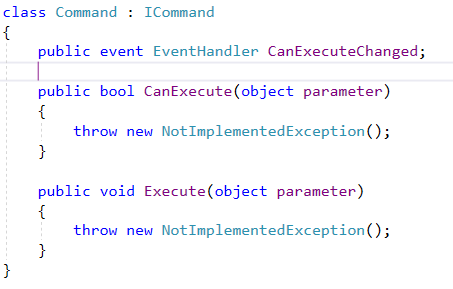 class Command : ICommand
{
    public event EventHandler CanExecuteChanged;
    public bool CanExecute(object parameter)
    {
        throw new NotImplementedException();
    }
    public void Execute(object parameter)
    {
        throw new NotImplementedException();
    }
}